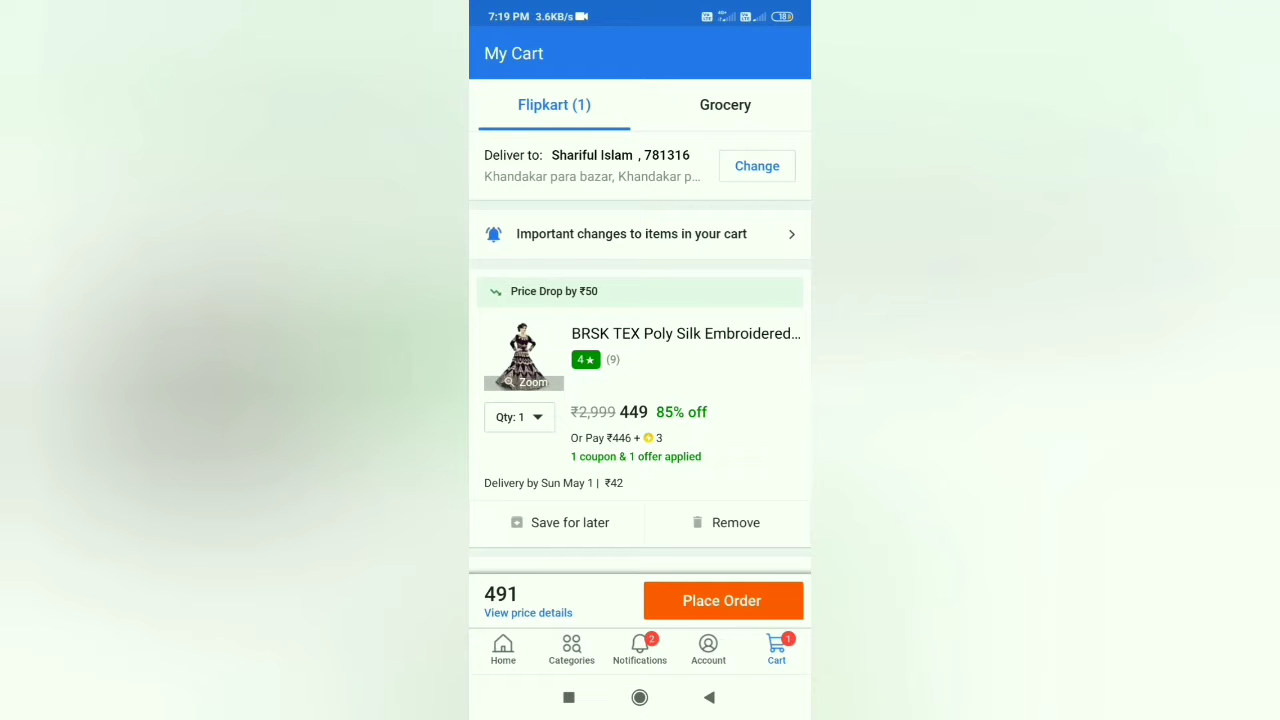 7:19 PM 3.6KB/s 4G+ 18
My Cart
Flipkart (1) Grocery
Deliver to: Shariful Islam , 781316
Khandakar para bazar, Khandakar p...
Change
Important changes to items in your cart
Price Drop by ₹50
BRSK TEX Poly Silk Embroidered...
4★ (9)
Zoom
Qty: 1
₹2,999 449 85% off
Or Pay ₹446 + 3
1 coupon & 1 offer applied
Delivery by Sun May 1 | ₹42
Save for later Remove
491
View price details
Place Order
2 1
Home Categories Notifications Account Cart